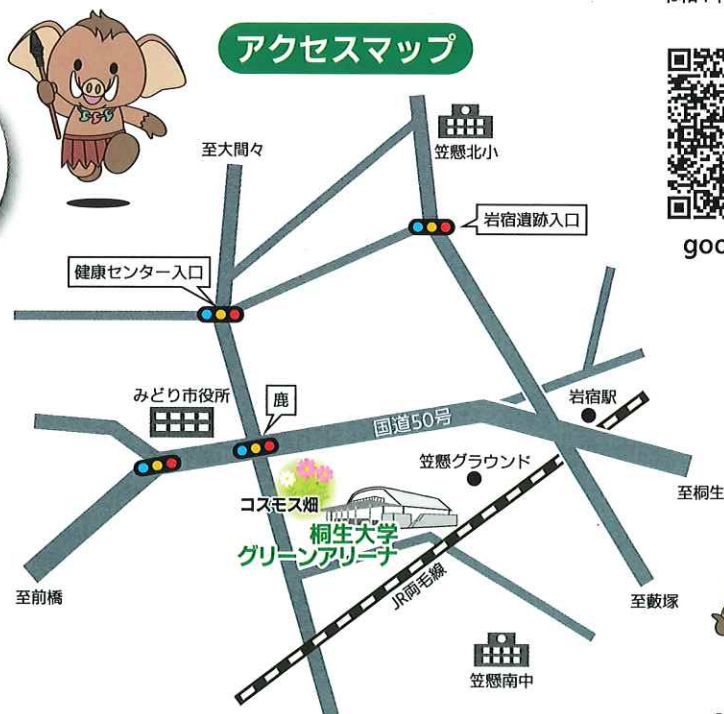 アクセスマップ
笠懸北小
至大間々
岩宿遺跡入口
goo
健康センター入口
みどり市役所
鹿
岩宿駅
国道50号
笠懸グラウンド
至桐生
コスモス畑
桐生大学
グリーンアリーナ
JR両毛線
至前橋
至藪塚
笠懸南中